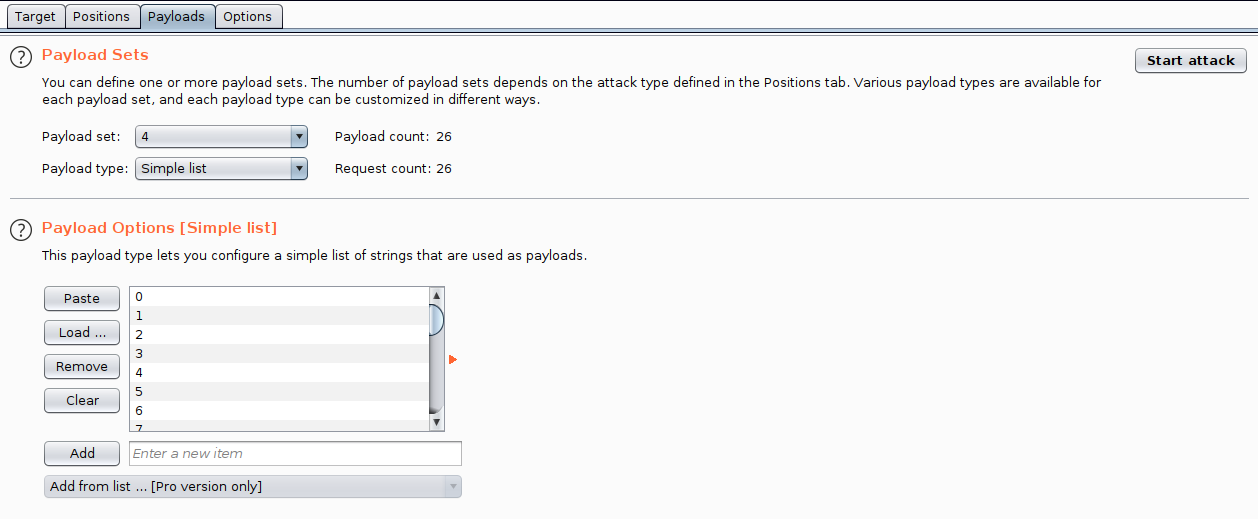 Target Positions Payloads Options
? Payload Sets Start attack
You can define one or more payload sets. The number of payload sets depends on the attack type defined in the Positions tab. Various payload types are available for
each payload set, and each payload type can be customized in different ways.
Payload set: 4 Payload count: 26
Payload type: Simple list Request count: 26
? Payload Options [Simple list]
This payload type lets you configure a simple list of strings that are used as payloads.
Paste
Load ...
Remove
Clear
0
1
2
3
4
5
6
7
Add Enter a new item
Add from list ... [Pro version only]